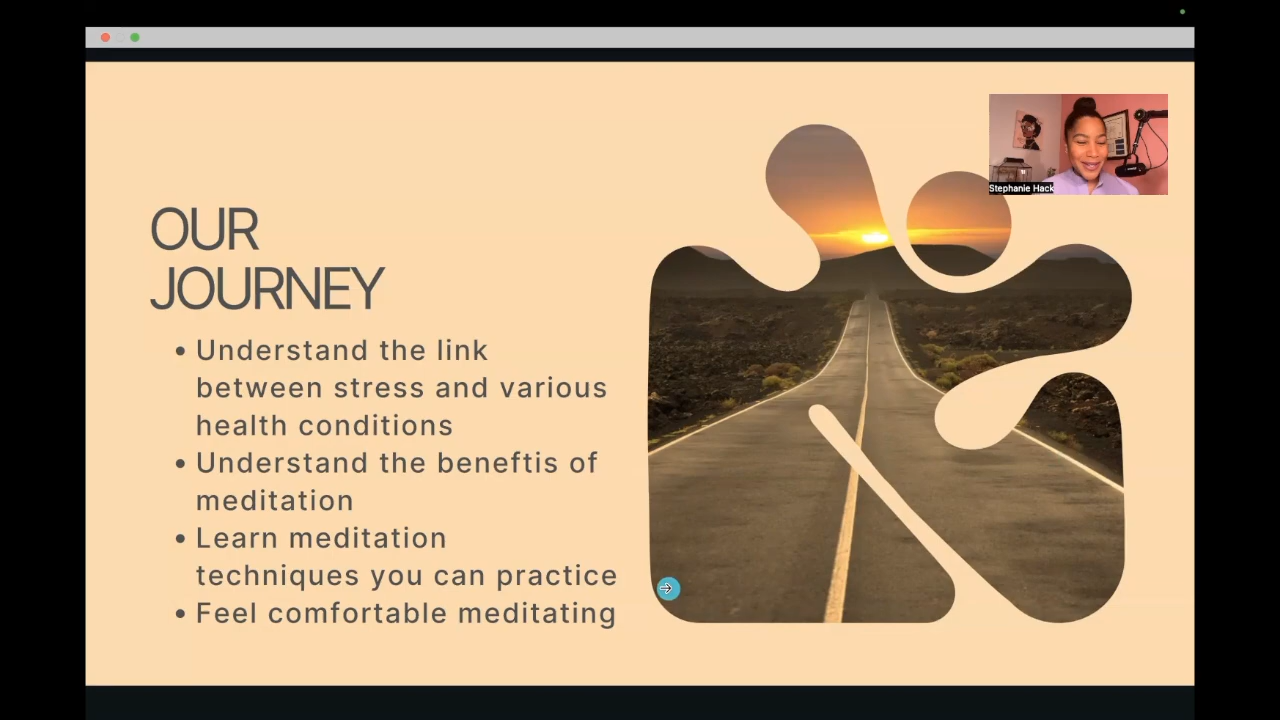 Stephanie Hack
OUR
JOURNEY
• Understand the link
between stress and various
health conditions
• Understand the beneftis of
meditation
• Learn meditation
techniques you can practice
• Feel comfortable meditating